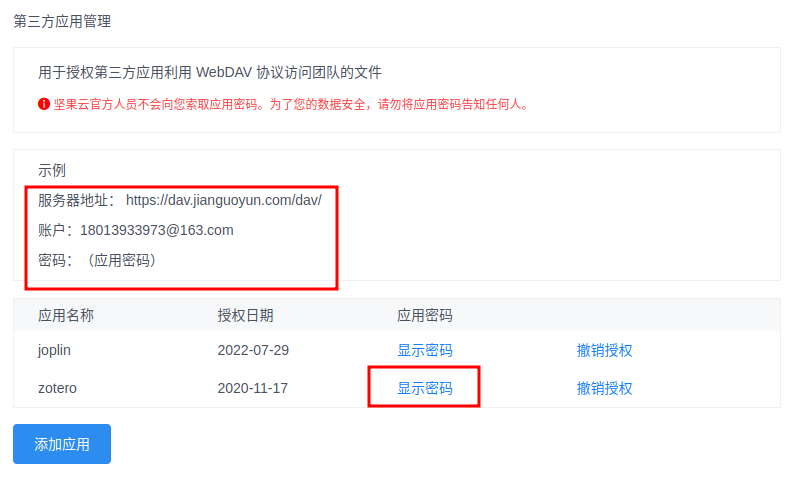 第三方应用管理
用于授权第三方应用利用 WebDAV 协议访问团队的文件
坚果云官方人员不会向您索取应用密码。为了您的数据安全，请勿将应用密码告知任何人。
示例
服务器地址： https://dav.jianguoyun.com/dav/
账户：18013933973@163.com
密码：（应用密码）
应用名称 授权日期 应用密码
joplin 2022-07-29 显示密码 撤销授权
zotero 2020-11-17 显示密码 撤销授权
添加应用